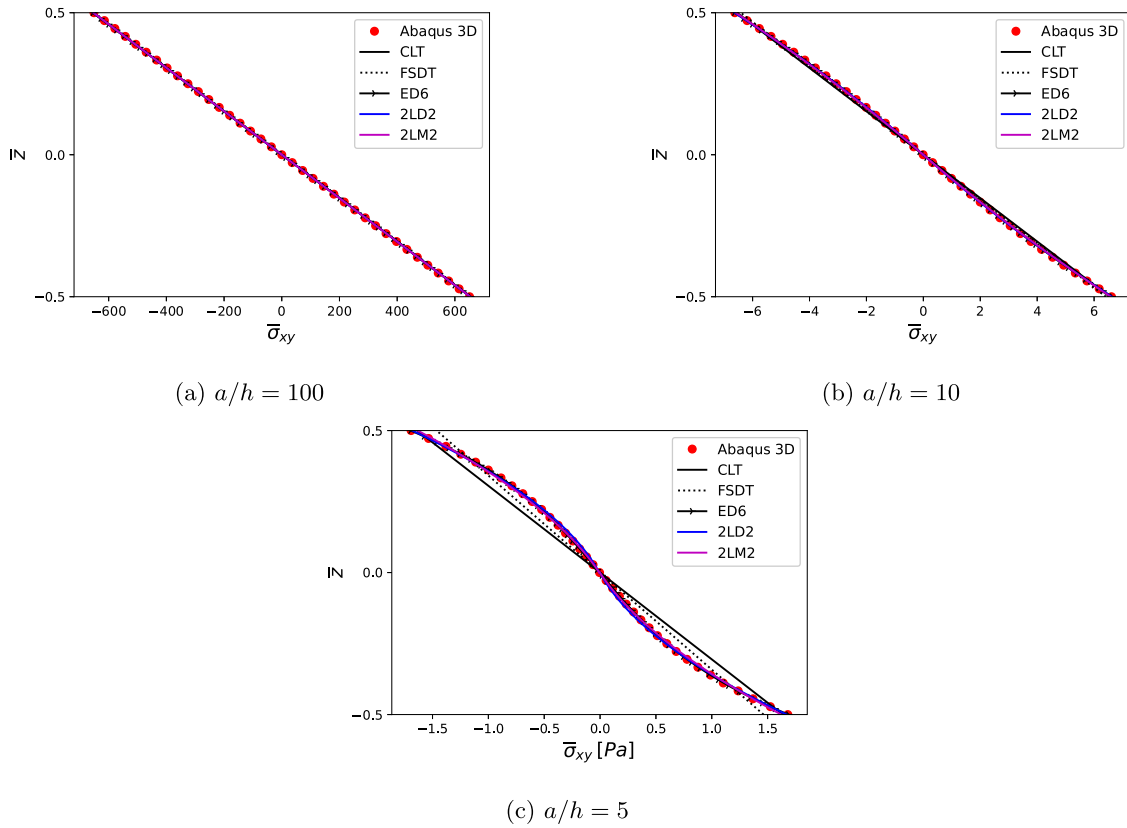 0.5
0.0
−0.5
z̅
−600 −400 −200 0 200 400 600
σ̅xy
Abaqus 3D
CLT
FSDT
ED6
2LD2
2LM2
(a) a/h = 100
0.5
0.0
−0.5
z̅
−6 −4 −2 0 2 4 6
σ̅xy
Abaqus 3D
CLT
FSDT
ED6
2LD2
2LM2
(b) a/h = 10
0.5
0.0
−0.5
z̅
−1.5 −1.0 −0.5 0.0 0.5 1.0 1.5
σ̅xy [Pa]
Abaqus 3D
CLT
FSDT
ED6
2LD2
2LM2
(c) a/h = 5